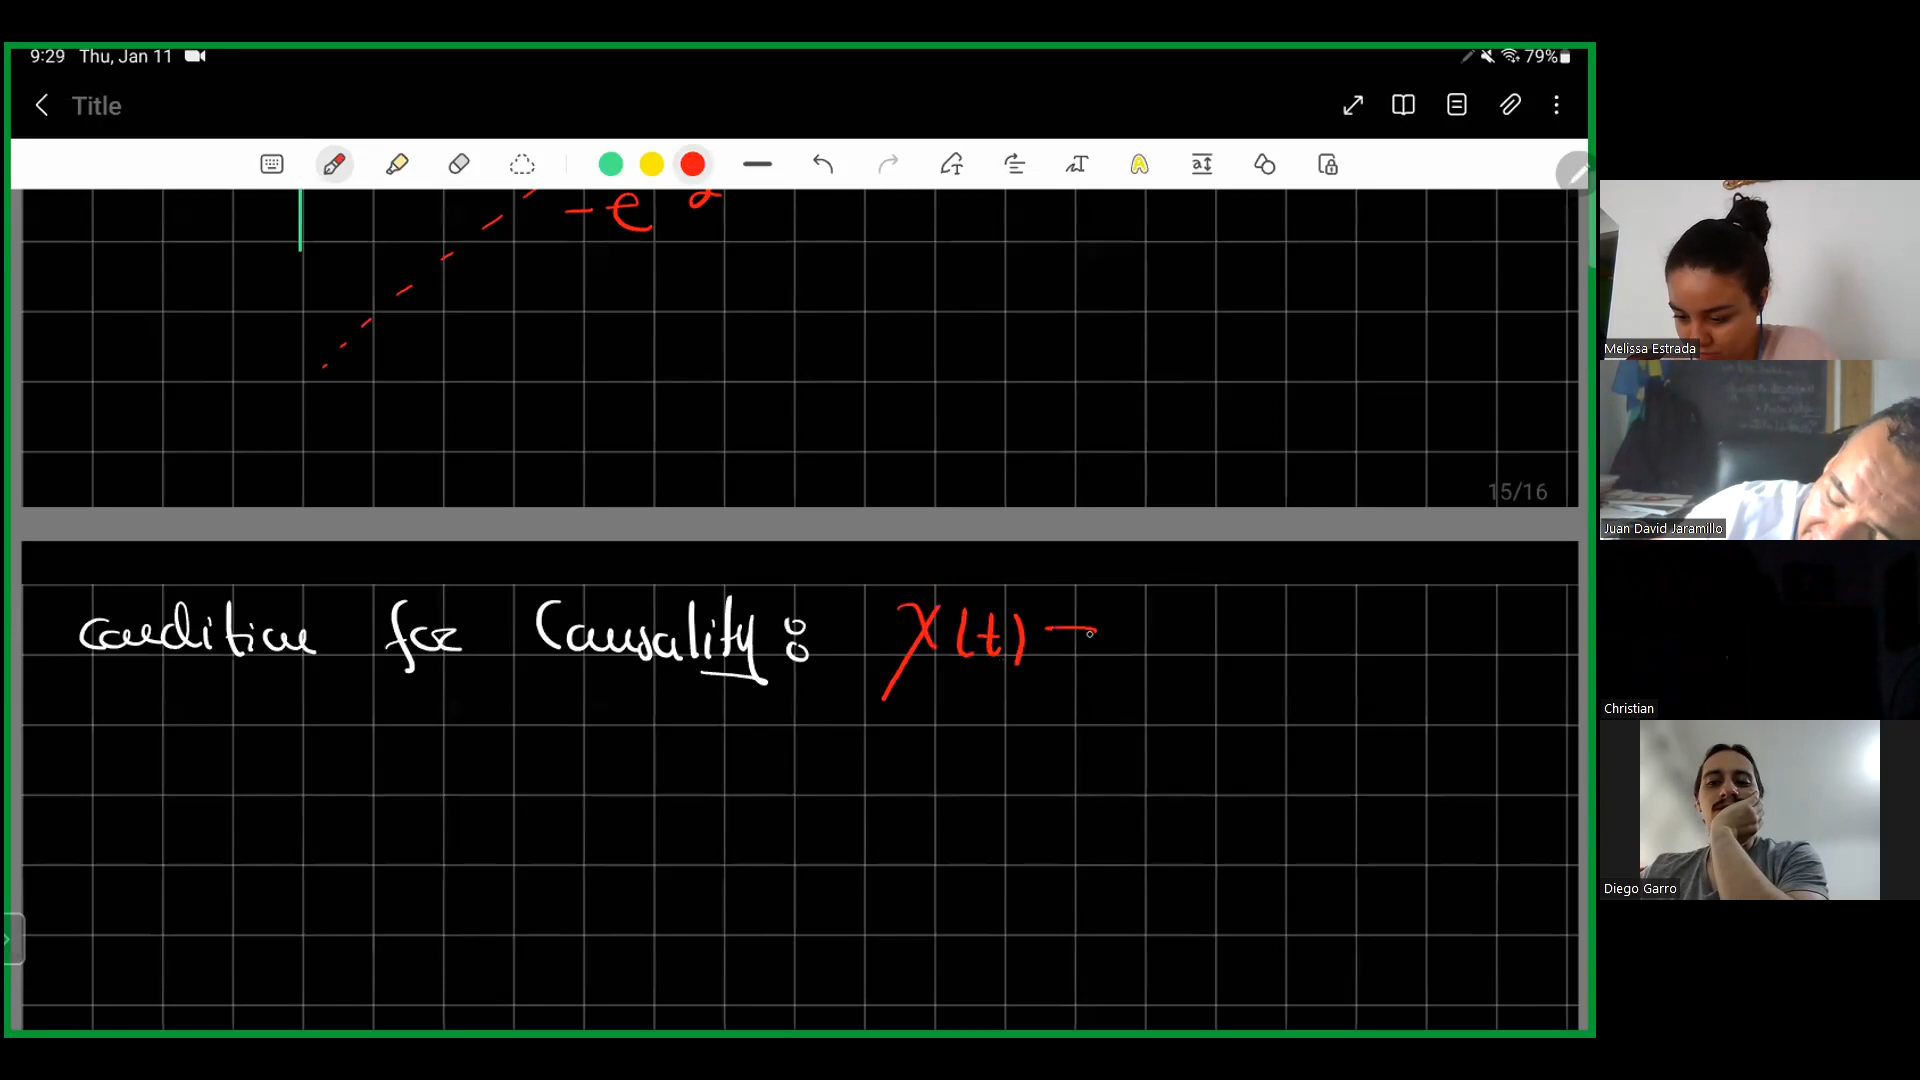 9:29 Thu, Jan 11 79%
Title
- e
15/16
condition for Causality: X(t) -
Melissa Estrada
Juan David Jaramillo
Christian
Diego Garro